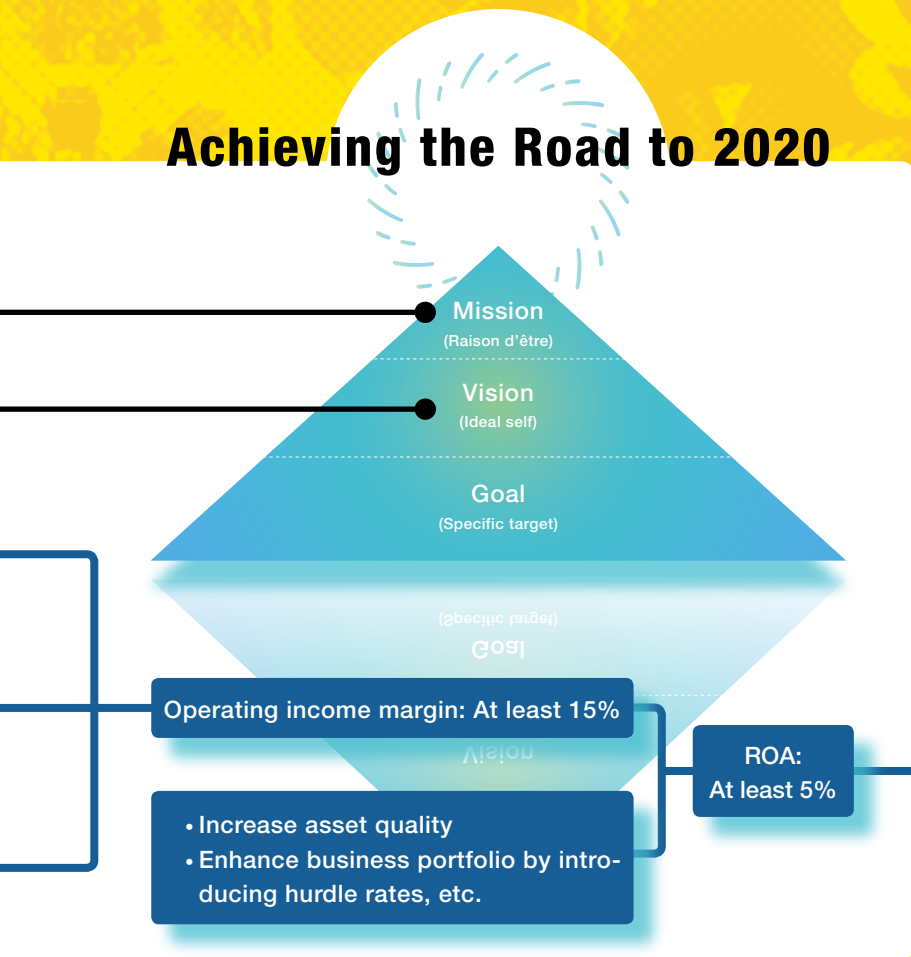 Achieving the Road to 2020
Mission
(Raison d'être)
Vision
(Ideal self)
Goal
(Specific target)
(Specific target)
Goal
Operating income margin: At least 15%
Vision
ROA:
At least 5%
• Increase asset quality
• Enhance business portfolio by intro-
ducing hurdle rates, etc.